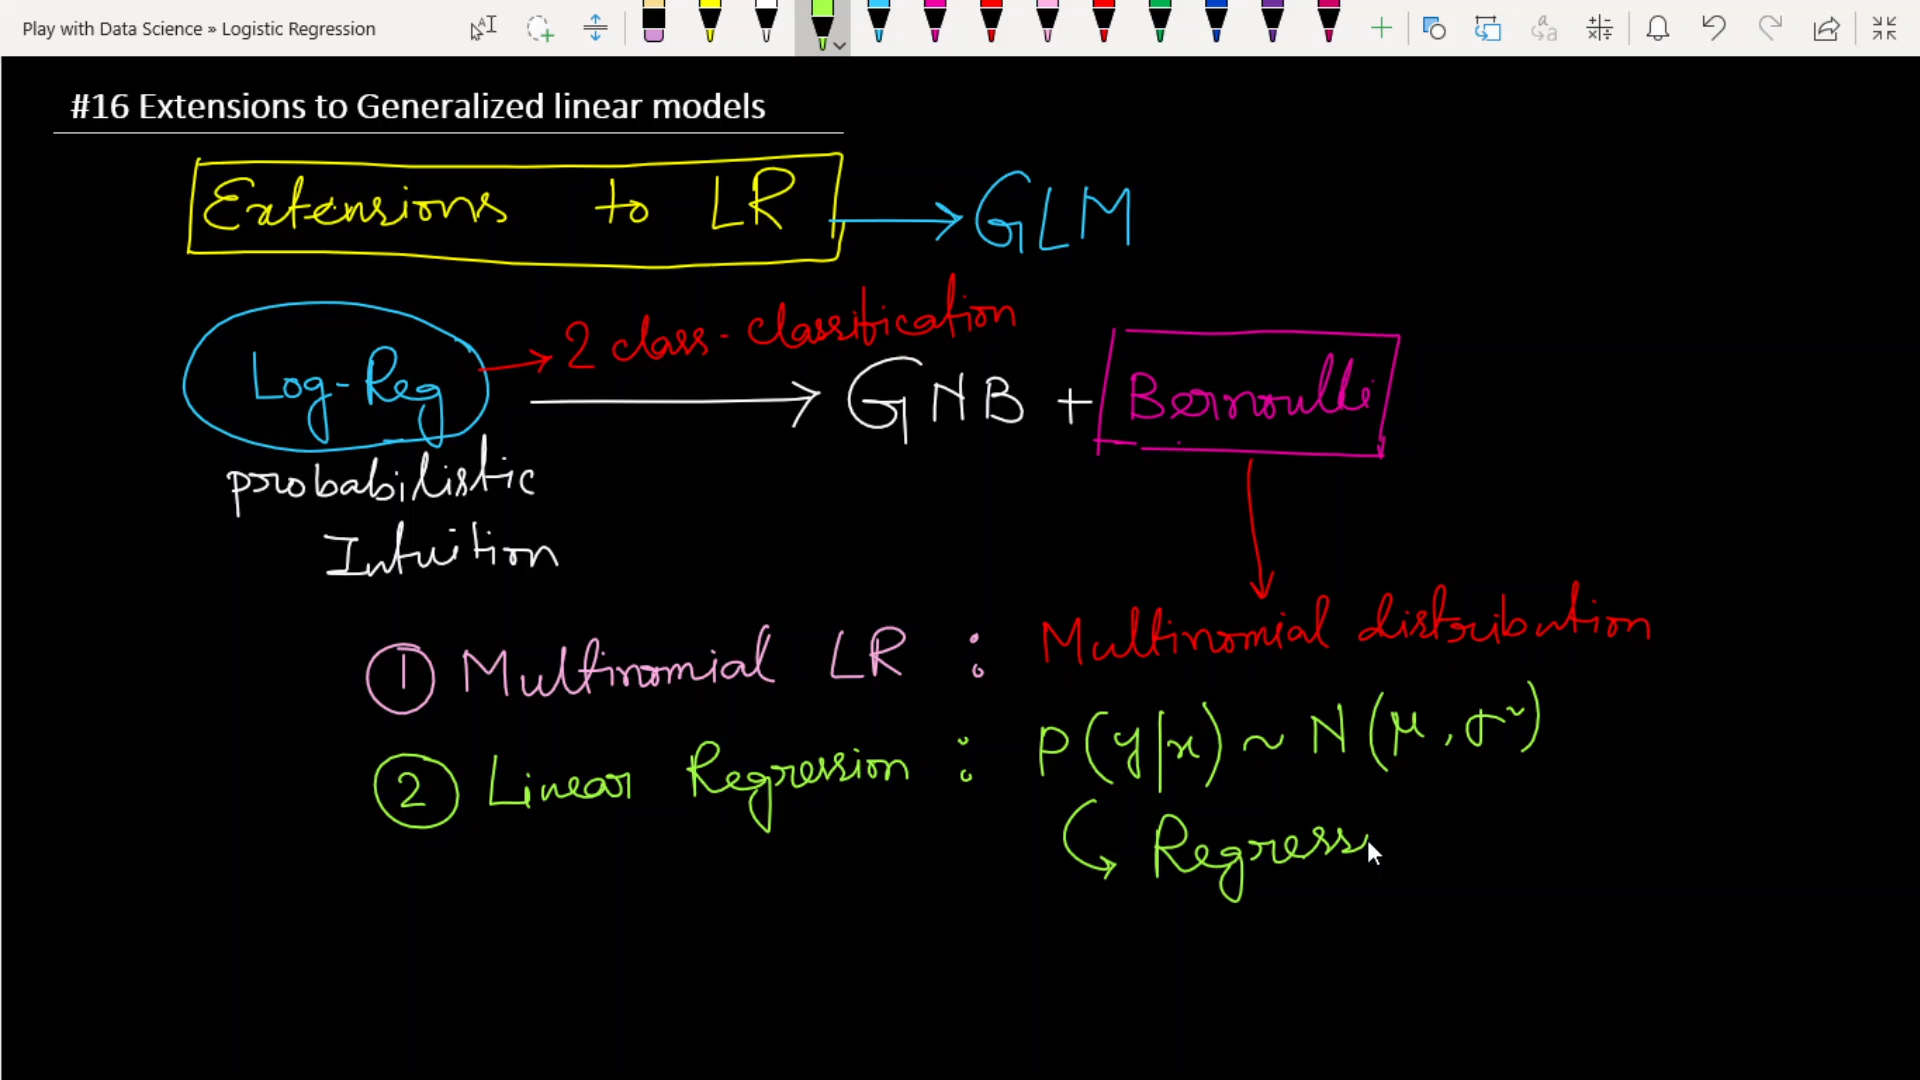 Play with Data Science » Logistic Regression
#16 Extensions to Generalized linear models
Extensions to LR → GLM
Log-Reg → 2 class-classification
→ GNB + Bernoulli
probabilistic
Intuition
① Multinomial LR : Multinomial distribution
② Linear Regression : P(y|x) ~ N(μ, σ²)
Regress